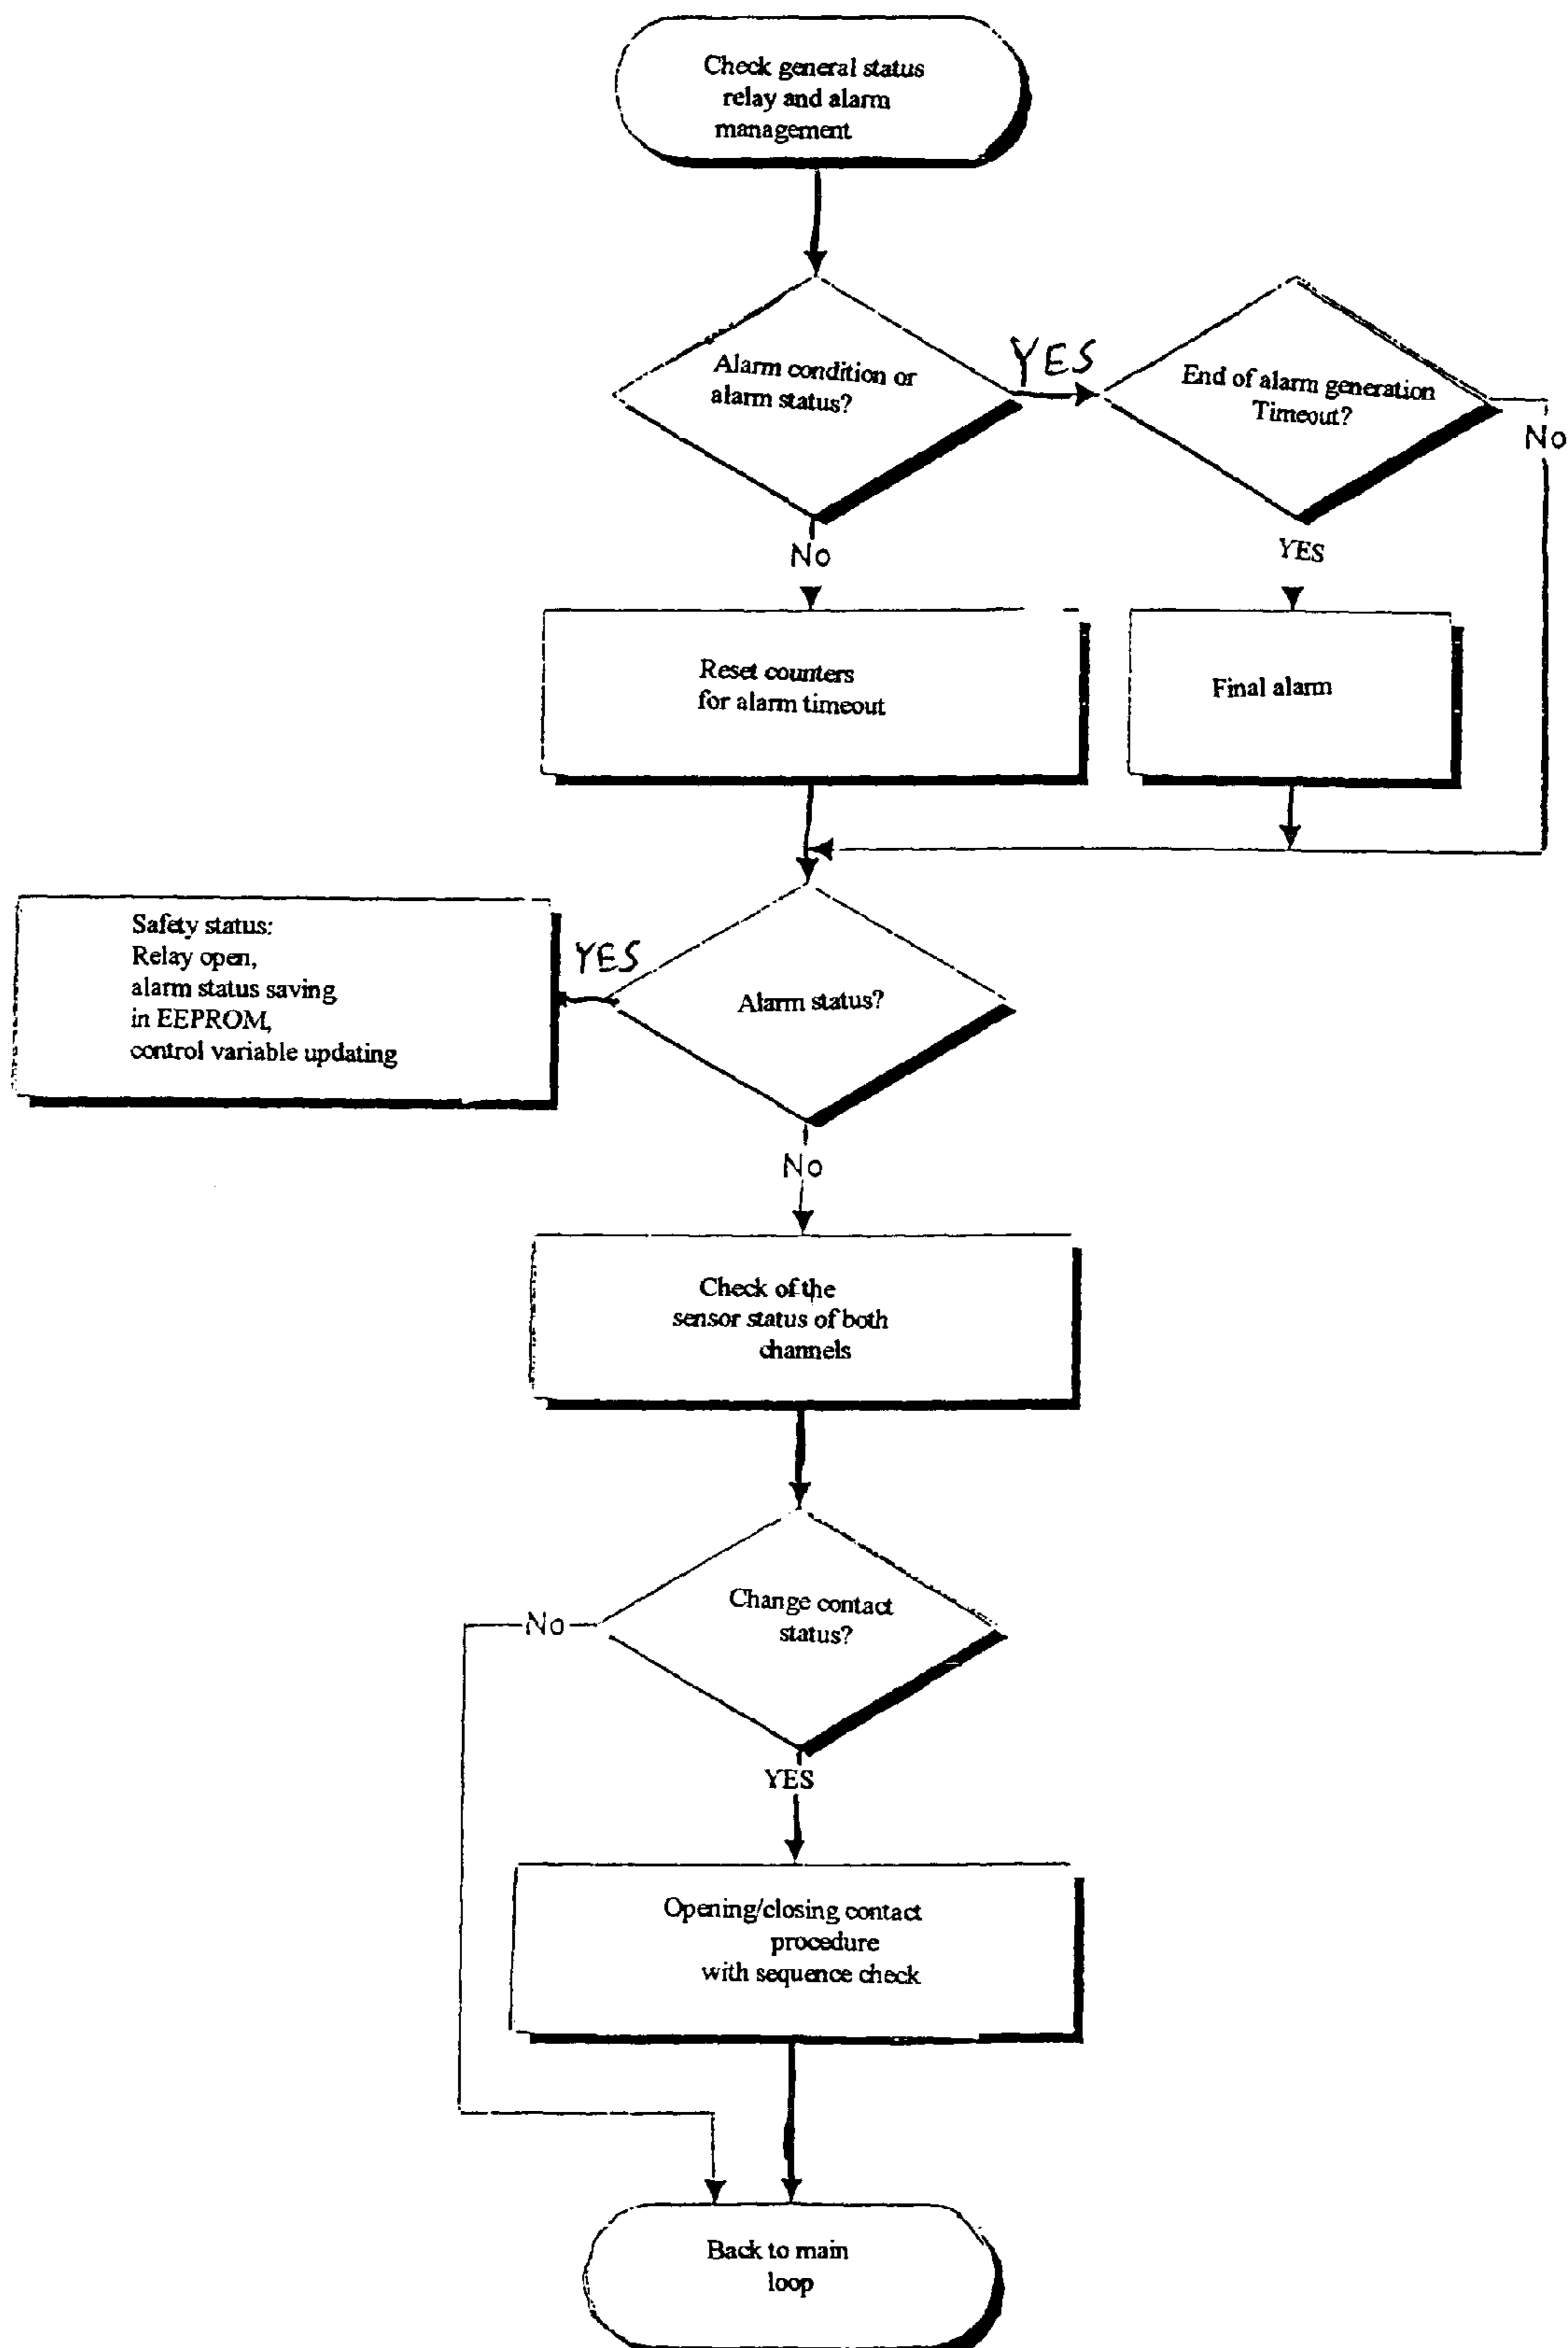 Check general status
relay and alarm
management
Alarm condition or
alarm status?
YES
End of alarm generation
Timeout?
No
No
YES
Reset counters
for alarm timeout
Final alarm
Safety status:
Relay open,
alarm status saving
in EEPROM,
control variable updating
YES
Alarm status?
No
Check of the
sensor status of both
channels
Change contact
status?
No
YES
Opening/closing contact
procedure
with sequence check
Back to main
loop